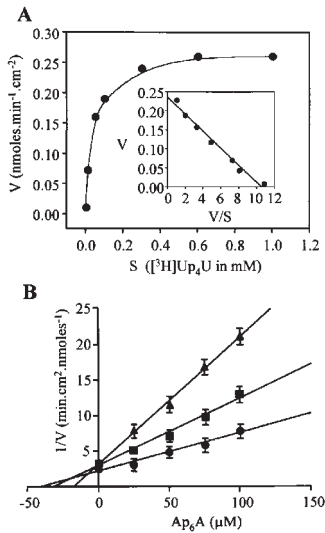 A
V (nmoles.min⁻¹.cm⁻²)
0.30
0.25
0.20
0.15
0.10
0.05
0.00
0.0 0.2 0.4 0.6 0.8 1.0
S ([³H]Up₄U in mM)
V
0.25
0.20
0.15
0.10
0.05
0.00
0 2 4 6 8 10 12
V/S
B
1/V (min.cm².nmoles⁻¹)
25
20
15
10
5
-50 0 50 100 150
Ap₆A (µM)